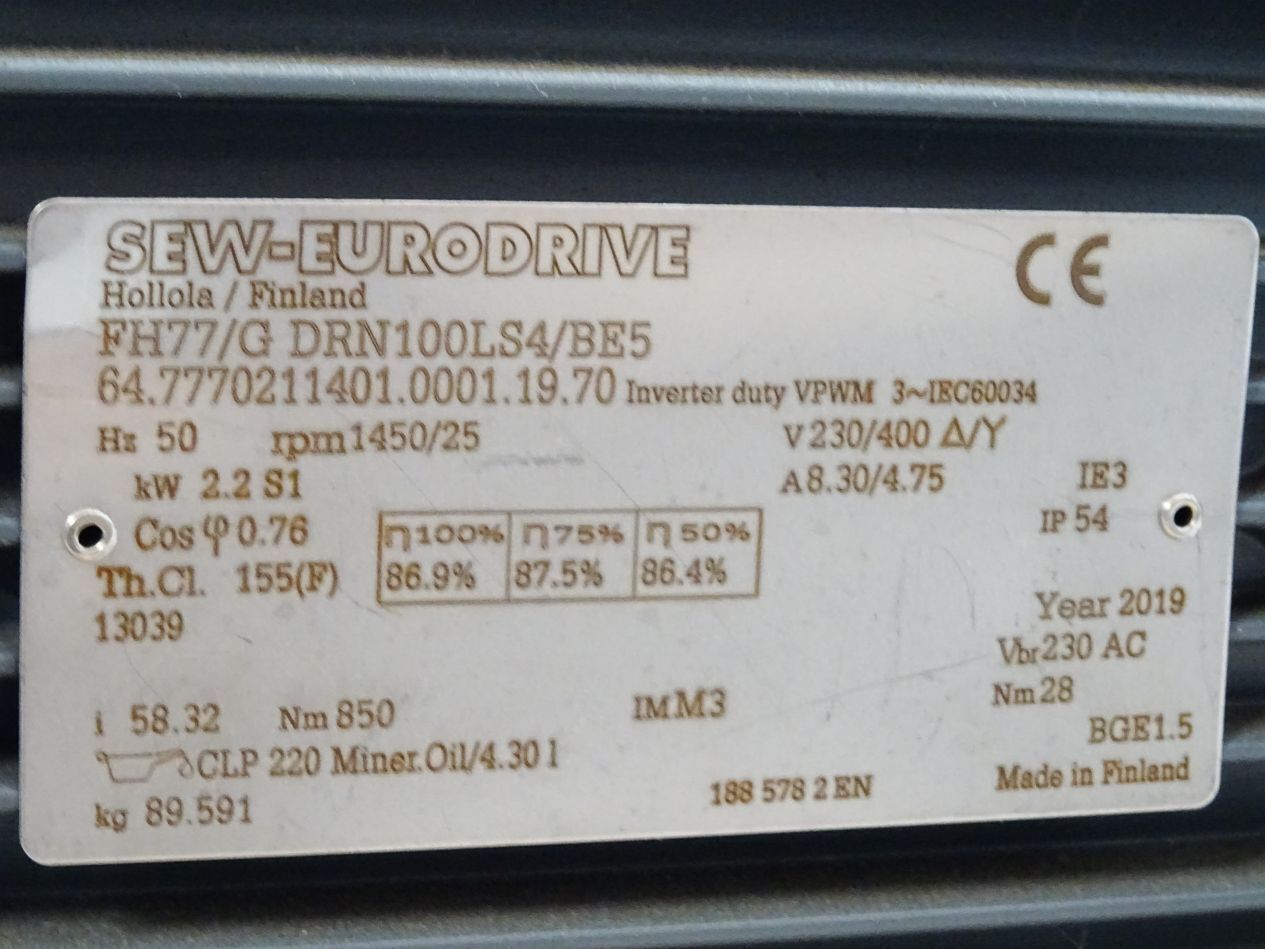 SEW-EURODRIVE CE
Hollola / Finland
FH77/G DRN100LS4/BE5
64.7770211401.0001.19.70 Inverter duty VPWM 3~IEC60034
Hz 50 rpm 1450/25 V 230/400 Δ/Y
kW 2.2 S1 A 8.30/4.75 IE3
Cos φ 0.76 η 100% η 75% η 50% IP 54
Th.Cl. 155(F) 86.9% 87.5% 86.4%
13039 Year 2019
Vbr 230 AC
i 58.32 Nm 850 IM M3 Nm 28
BGE1.5
CLP 220 Miner.Oil/4.30 l
kg 89.591 188 578 2 EN Made in Finland